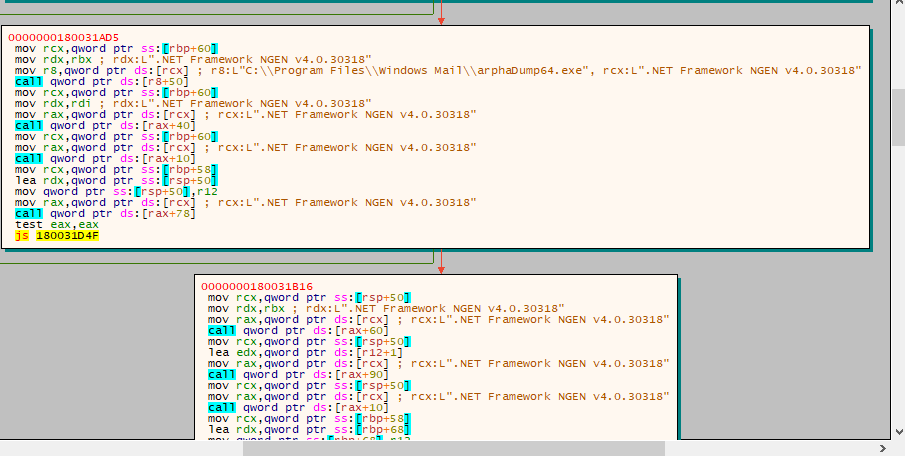 0000000180031AD5
mov rcx,qword ptr ss:[rbp+60]
mov rdx,rbx ; rdx:L".NET Framework NGEN v4.0.30318"
mov r8,qword ptr ds:[rcx] ; r8:L"C:\\Program Files\\Windows Mail\\arphaDump64.exe", rcx:L".NET Framework NGEN v4.0.30318"
call qword ptr ds:[r8+50]
mov rcx,qword ptr ss:[rbp+60]
mov rdx,rdi ; rdx:L".NET Framework NGEN v4.0.30318"
mov rax,qword ptr ds:[rcx] ; rcx:L".NET Framework NGEN v4.0.30318"
call qword ptr ds:[rax+40]
mov rcx,qword ptr ss:[rbp+60]
mov rax,qword ptr ds:[rcx] ; rcx:L".NET Framework NGEN v4.0.30318"
call qword ptr ds:[rax+10]
mov rcx,qword ptr ss:[rbp+58]
lea rdx,qword ptr ss:[rsp+50]
mov qword ptr ss:[rsp+50],r12
mov rax,qword ptr ds:[rcx] ; rcx:L".NET Framework NGEN v4.0.30318"
call qword ptr ds:[rax+78]
test eax,eax
js 180031D4F
0000000180031B16
mov rcx,qword ptr ss:[rsp+50]
mov rdx,rbx ; rdx:L".NET Framework NGEN v4.0.30318"
mov rax,qword ptr ds:[rcx] ; rcx:L".NET Framework NGEN v4.0.30318"
call qword ptr ds:[rax+60]
mov rcx,qword ptr ss:[rsp+50]
lea edx,qword ptr ds:[r12+1]
mov rax,qword ptr ds:[rcx] ; rcx:L".NET Framework NGEN v4.0.30318"
call qword ptr ds:[rax+90]
mov rcx,qword ptr ss:[rsp+50]
mov rax,qword ptr ds:[rcx] ; rcx:L".NET Framework NGEN v4.0.30318"
call qword ptr ds:[rax+10]
mov rcx,qword ptr ss:[rbp+58]
lea rdx,qword ptr ss:[rbp+68]
mov qword ptr ss:[rbp+68],r12